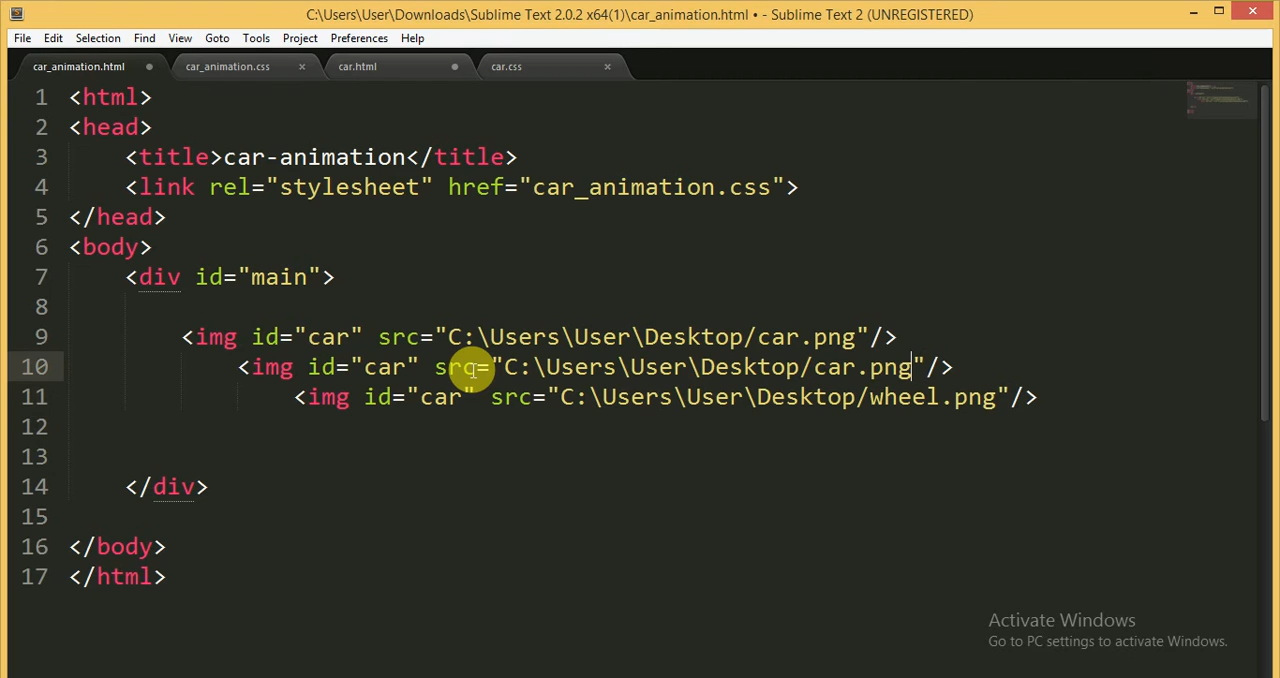 C:\Users\User\Downloads\Sublime Text 2.0.2 x64(1)\car_animation.html • - Sublime Text 2 (UNREGISTERED)
File Edit Selection Find View Goto Tools Project Preferences Help
car_animation.html car_animation.css car.html car.css
1 <html>
2 <head>
3 <title>car-animation</title>
4 <link rel="stylesheet" href="car_animation.css">
5 </head>
6 <body>
7 <div id="main">
8
9 <img id="car" src="C:\Users\User\Desktop/car.png"/>
10 <img id="car" src="C:\Users\User\Desktop/car.png"/>
11 <img id="car" src="C:\Users\User\Desktop/wheel.png"/>
12
13
14 </div>
15
16 </body>
17 </html>
Activate Windows
Go to PC settings to activate Windows.